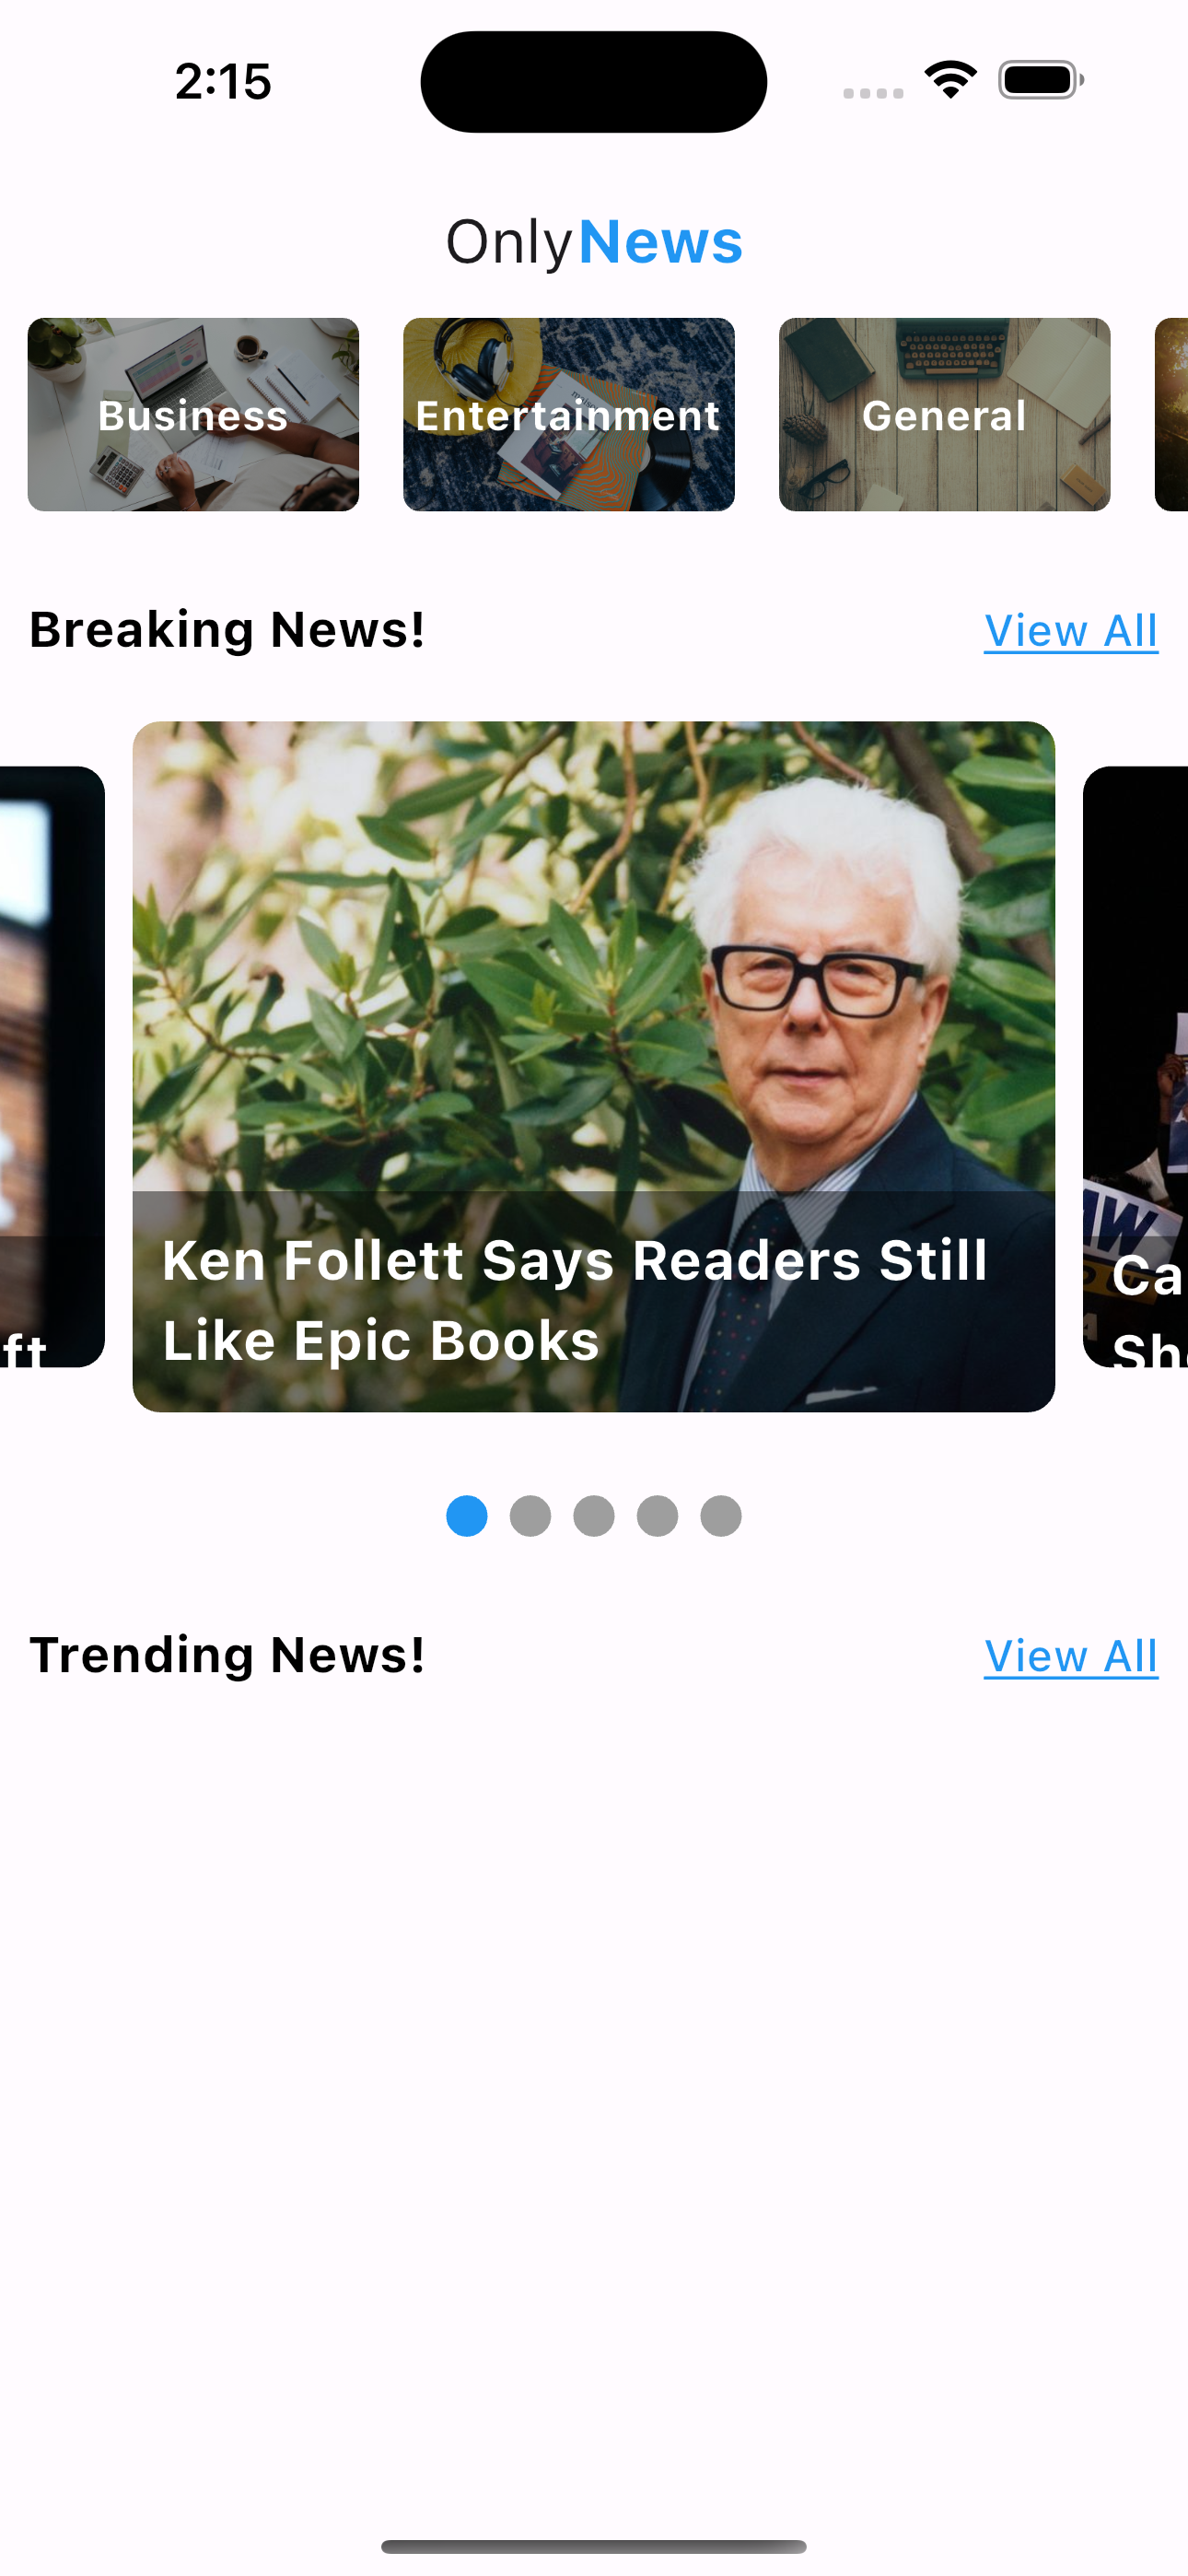 2:15
OnlyNews
Business
Entertainment
General
Breaking News!
View All
Ken Follett Says Readers Still
Like Epic Books
ft
Ca
Sh
Trending News!
View All